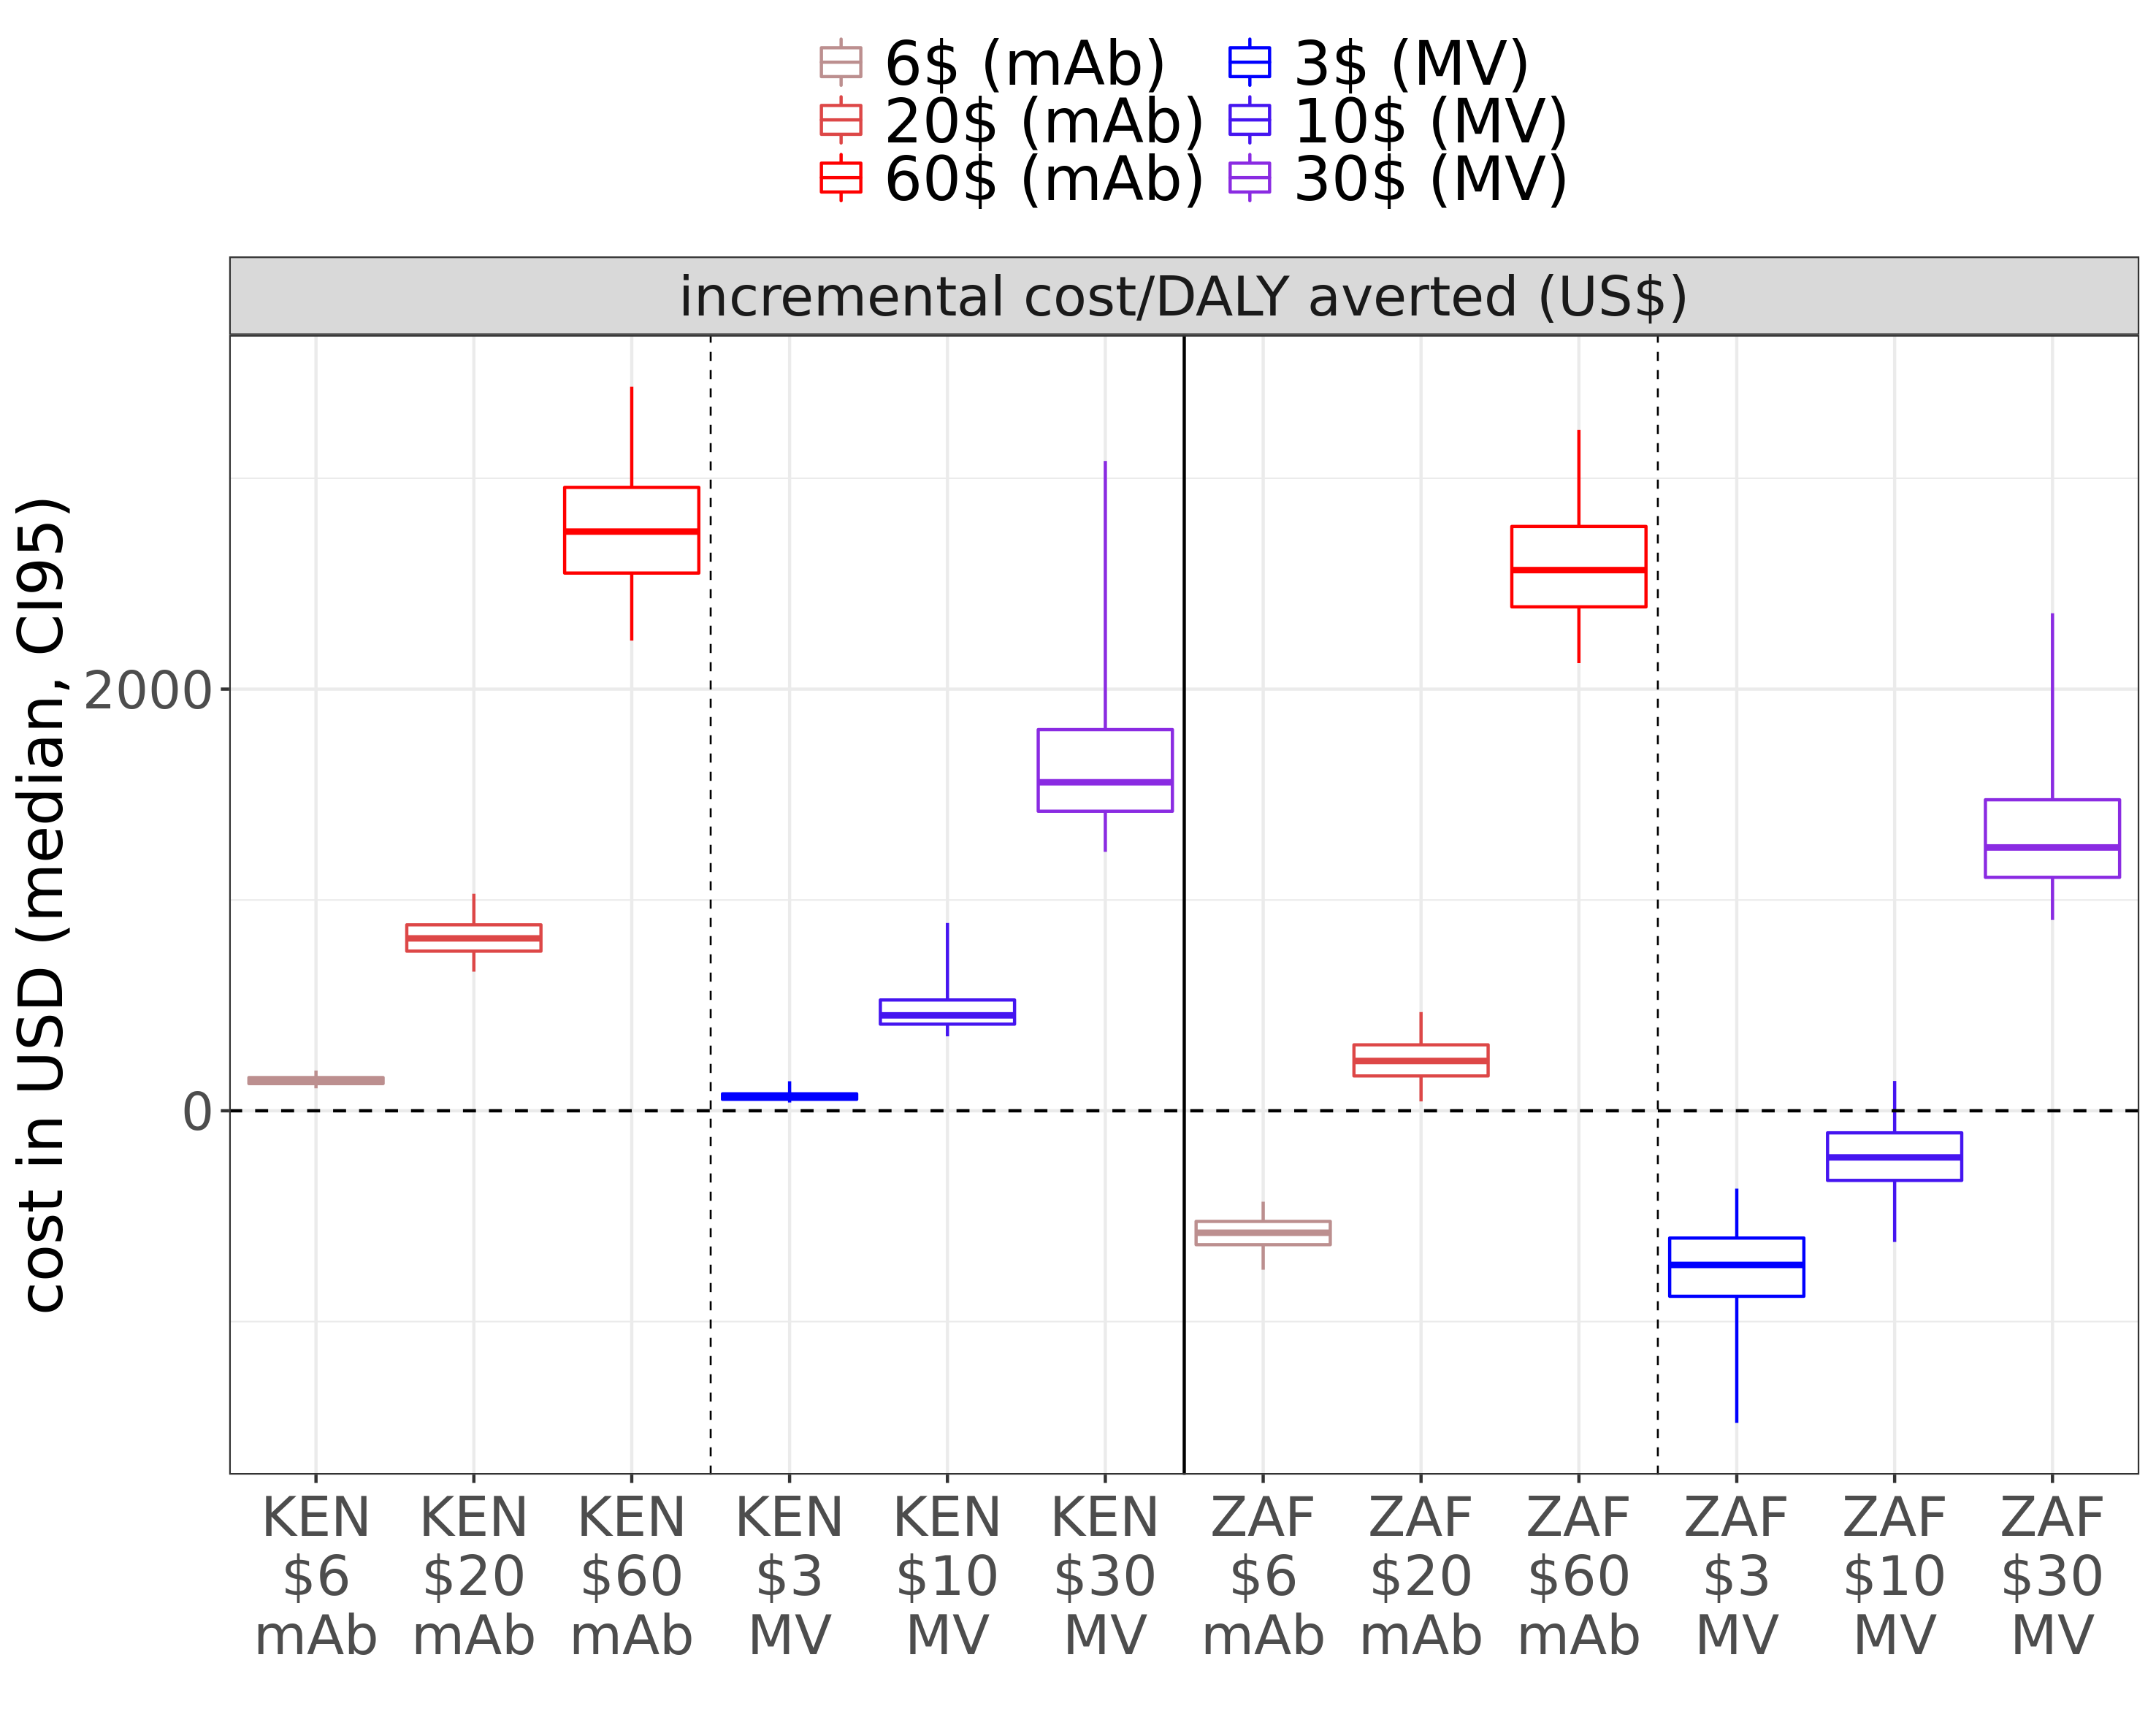 6$ (mAb) 3$ (MV)
20$ (mAb) 10$ (MV)
60$ (mAb) 30$ (MV)
incremental cost/DALY averted (US$)
cost in USD (median, CI95)
2000
0
KEN KEN KEN KEN KEN KEN ZAF ZAF ZAF ZAF ZAF ZAF
$6 $20 $60 $3 $10 $30 $6 $20 $60 $3 $10 $30
mAb mAb mAb MV MV MV mAb mAb mAb MV MV MV